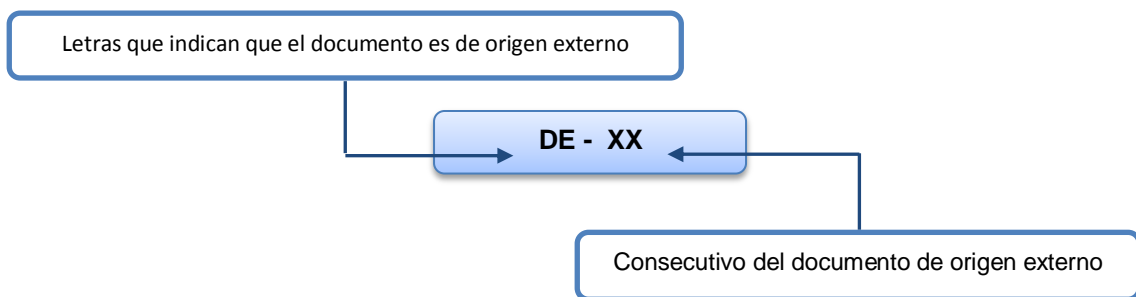 Letras que indican que el documento es de origen externo
DE - XX
Consecutivo del documento de origen externo